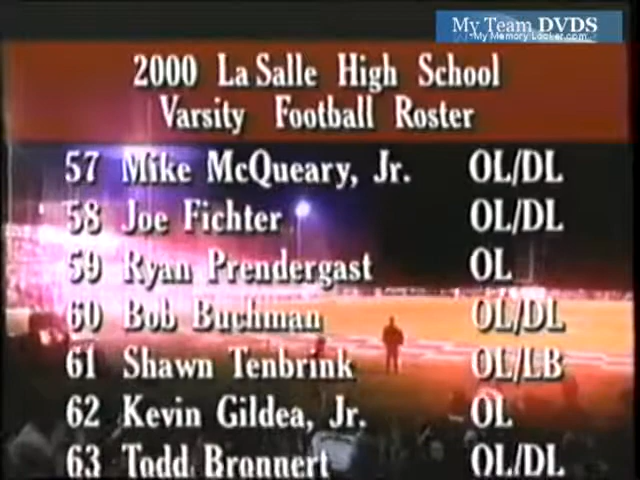 My Team DVDS
My Memory Locker.com
2000 La Salle High School
Varsity Football Roster
57 Mike McQueary, Jr. OL/DL
58 Joe Fichter OL/DL
59 Ryan Prendergast OL
60 Bob Buchman OL/DL
61 Shawn Tenbrink OL/LB
62 Kevin Gildea, Jr. OL
63 Todd Bronnert OL/DL